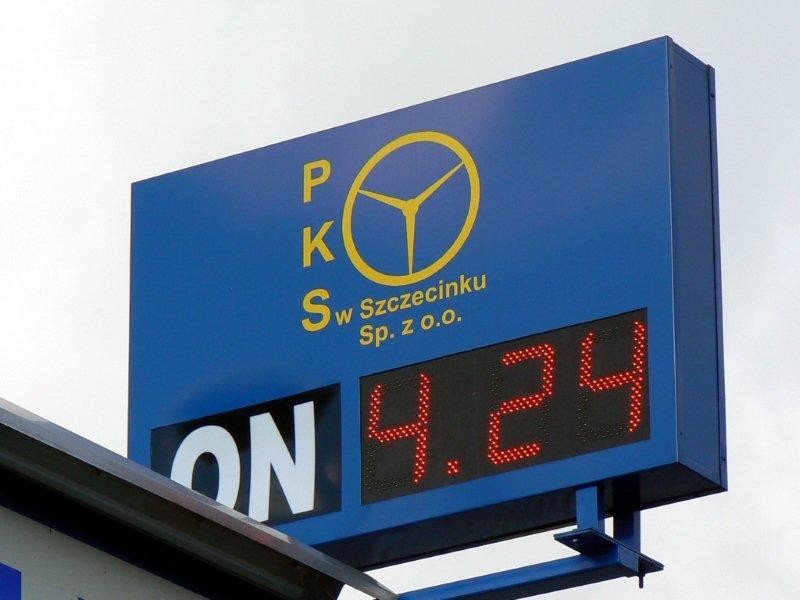 P
K
S w Szczecinku
Sp. z o.o.
ON 4.24